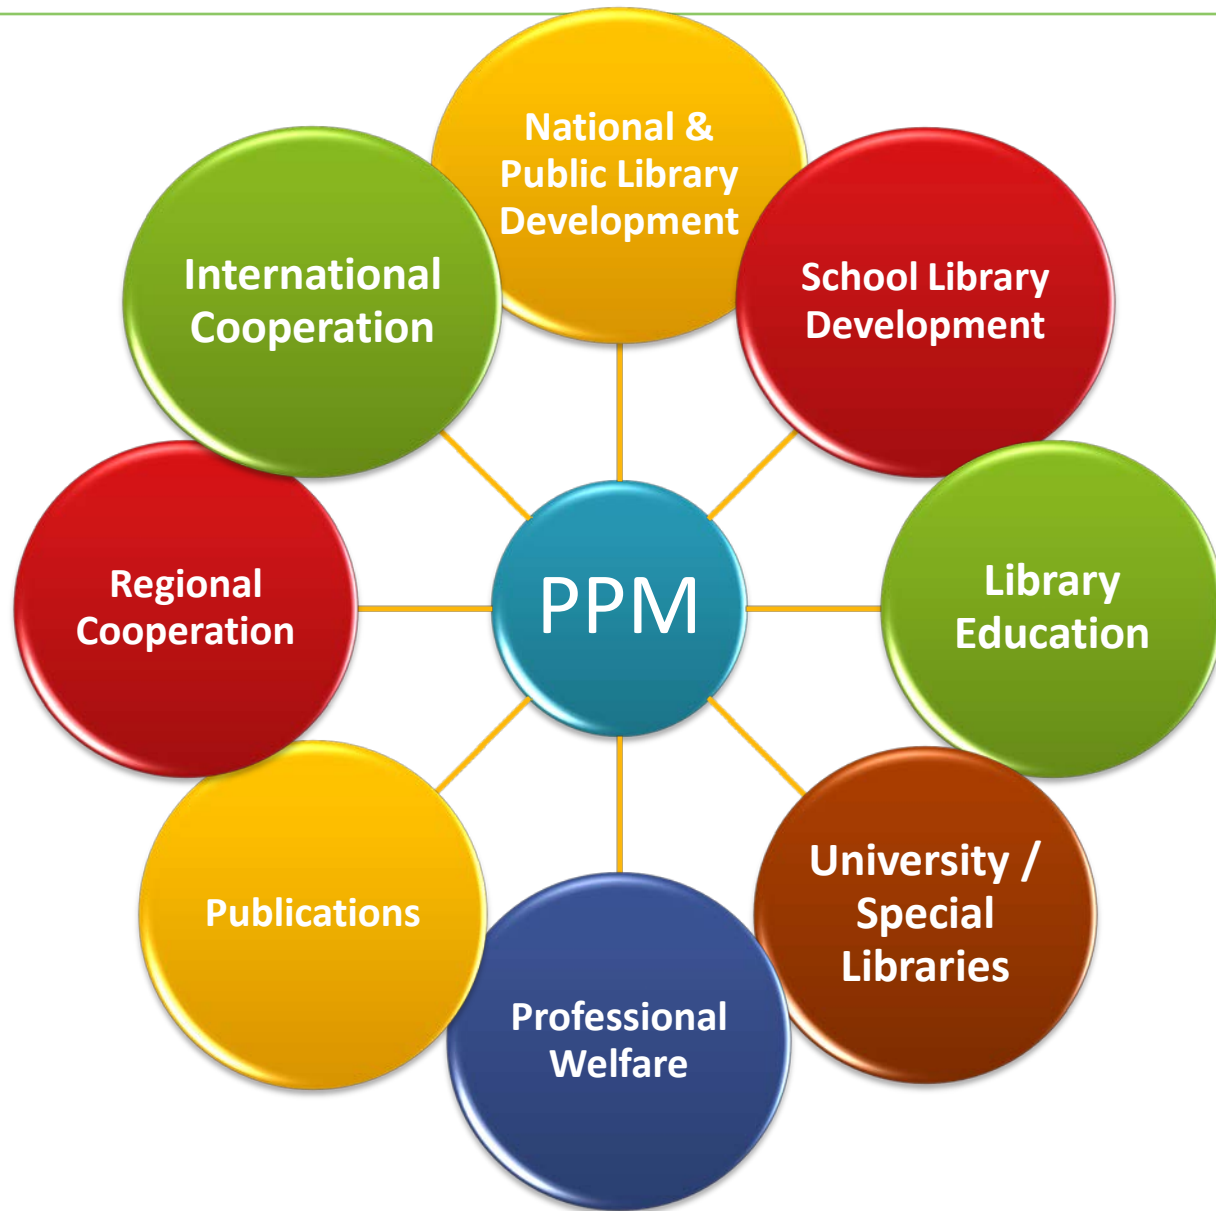 National &
Public Library
Development
School Library
Development
Library
Education
University /
Special
Libraries
Professional
Welfare
Publications
Regional
Cooperation
International
Cooperation
PPM